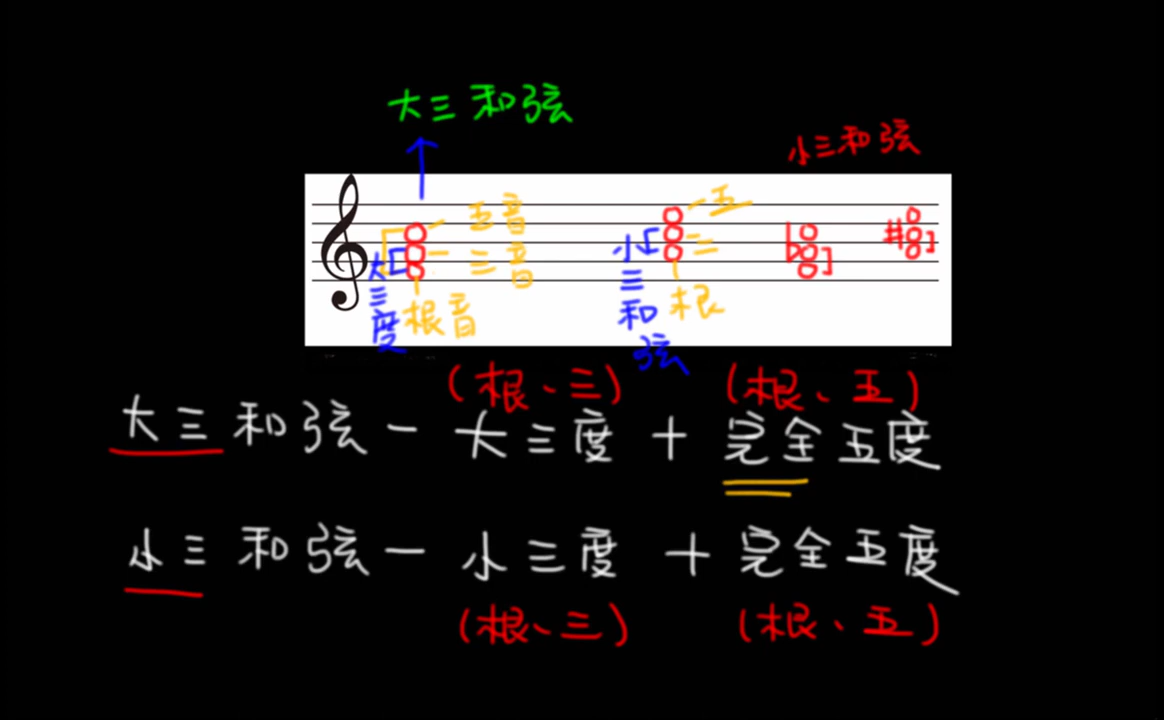 大三和弦
小三和弦
五音
三音
根音
大三度
五
三
根
小三和弦
(根、三) (根、五)
大三和弦 - 大三度 + 完全五度
小三和弦 - 小三度 + 完全五度
(根、三) (根、五)